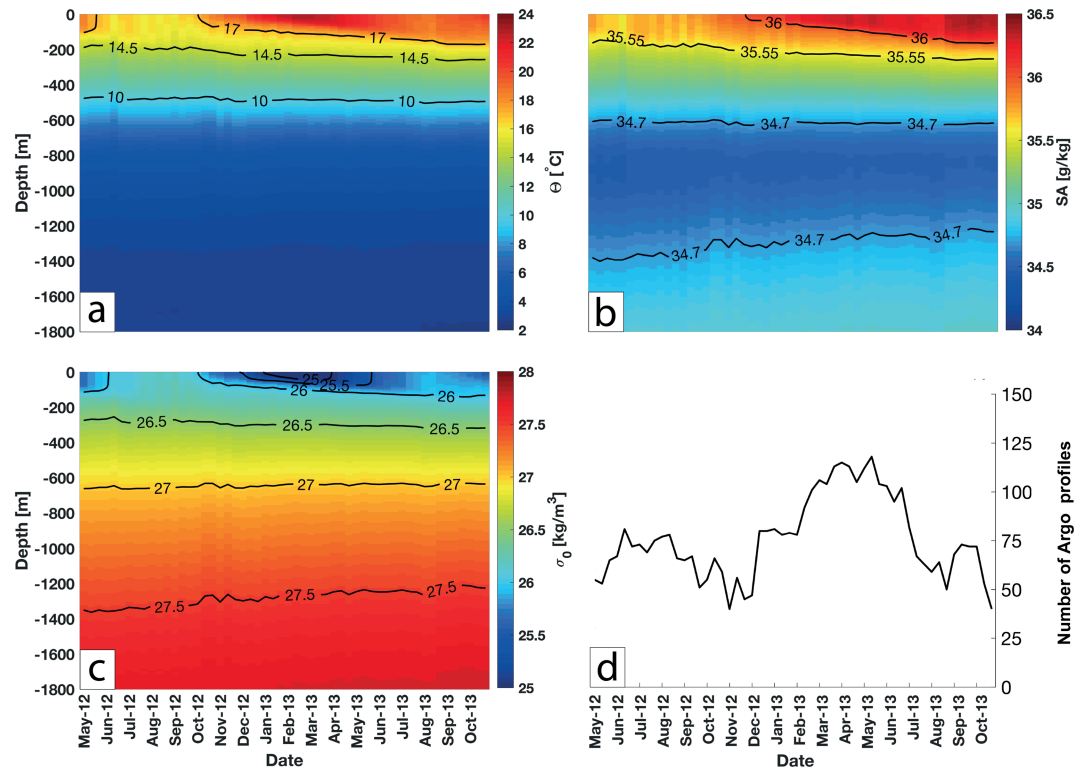 0
-200
-400
-600
-800
-1000
-1200
-1400
-1600
-1800
Depth [m]
17
17
14.5
14.5
14.5
10
10
10
a
24
22
20
18
16
14
12
10
8
6
4
2
Θ [°C]
36
36
35.55
35.55
35.55
34.7
34.7
34.7
34.7
34.7
34.7
b
36.5
36
35.5
35
34.5
34
SA [g/kg]
0
-200
-400
-600
-800
-1000
-1200
-1400
-1600
-1800
Depth [m]
25
25.5
26
26
26.5
26.5
26.5
27
27
27
27.5
27.5
27.5
c
May-12
Jun-12
Jul-12
Aug-12
Sep-12
Oct-12
Nov-12
Dec-12
Jan-13
Feb-13
Mar-13
Apr-13
May-13
Jun-13
Jul-13
Aug-13
Sep-13
Oct-13
Date
28
27.5
27
26.5
26
25.5
25
σ0 [kg/m³]
150
125
100
75
50
25
0
Number of Argo profiles
d
May-12
Jun-12
Jul-12
Aug-12
Sep-12
Oct-12
Nov-12
Dec-12
Jan-13
Feb-13
Mar-13
Apr-13
May-13
Jun-13
Jul-13
Aug-13
Sep-13
Oct-13
Date